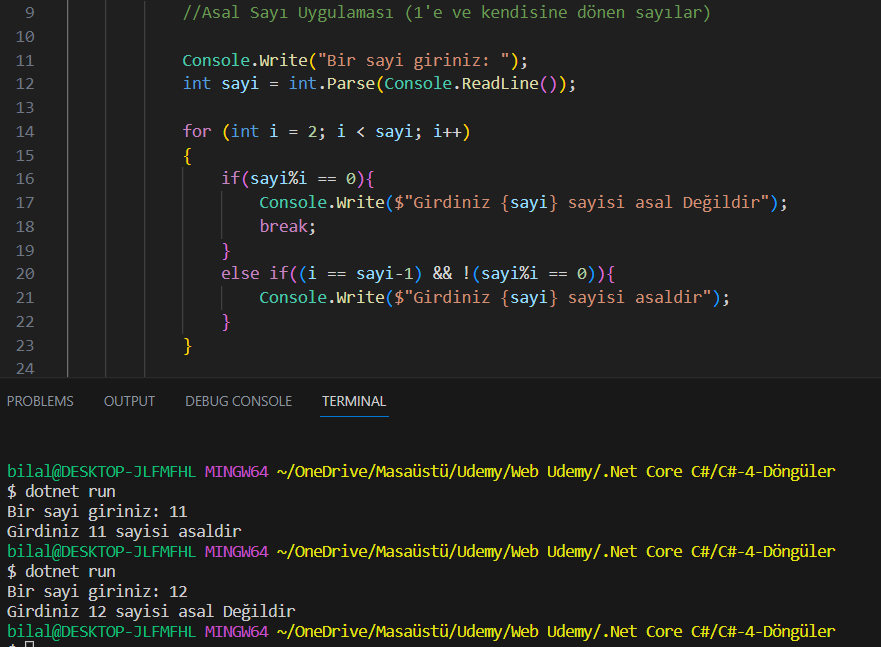 9 //Asal Sayı Uygulaması (1'e ve kendisine dönen sayılar)
10
11 Console.Write("Bir sayi giriniz: ");
12 int sayi = int.Parse(Console.ReadLine());
13
14 for (int i = 2; i < sayi; i++)
15 {
16 if(sayi%i == 0){
17 Console.Write($"Girdiniz {sayi} sayisi asal Değildir");
18 break;
19 }
20 else if((i == sayi-1) && !(sayi%i == 0)){
21 Console.Write($"Girdiniz {sayi} sayisi asaldir");
22 }
23 }
24
PROBLEMS OUTPUT DEBUG CONSOLE TERMINAL
bilal@DESKTOP-JLFMFHL MINGW64 ~/OneDrive/Masaüstü/Udemy/Web Udemy/.Net Core C#/C#-4-Döngüler
$ dotnet run
Bir sayi giriniz: 11
Girdiniz 11 sayisi asaldir
bilal@DESKTOP-JLFMFHL MINGW64 ~/OneDrive/Masaüstü/Udemy/Web Udemy/.Net Core C#/C#-4-Döngüler
$ dotnet run
Bir sayi giriniz: 12
Girdiniz 12 sayisi asal Değildir
bilal@DESKTOP-JLFMFHL MINGW64 ~/OneDrive/Masaüstü/Udemy/Web Udemy/.Net Core C#/C#-4-Döngüler
$